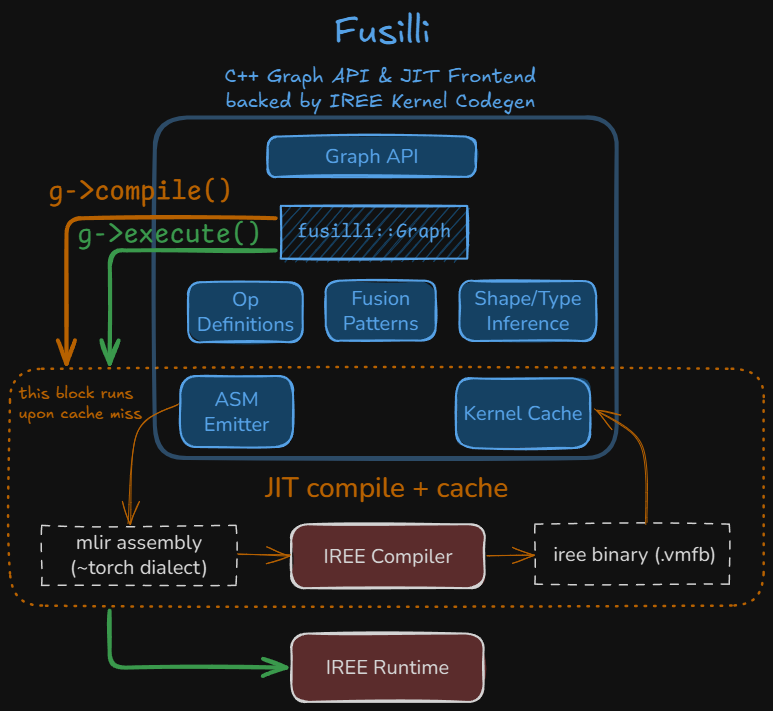 Fusilli
C++ Graph API & JIT Frontend
backed by IREE Kernel Codegen
Graph API
g->compile()
fusilli::Graph
g->execute()
Op
Definitions
Fusion
Patterns
Shape/Type
Inference
this block runs
upon cache miss
ASM
Emitter
Kernel Cache
JIT compile + cache
mlir assembly
(~torch dialect)
IREE Compiler
iree binary (.vmfb)
IREE Runtime